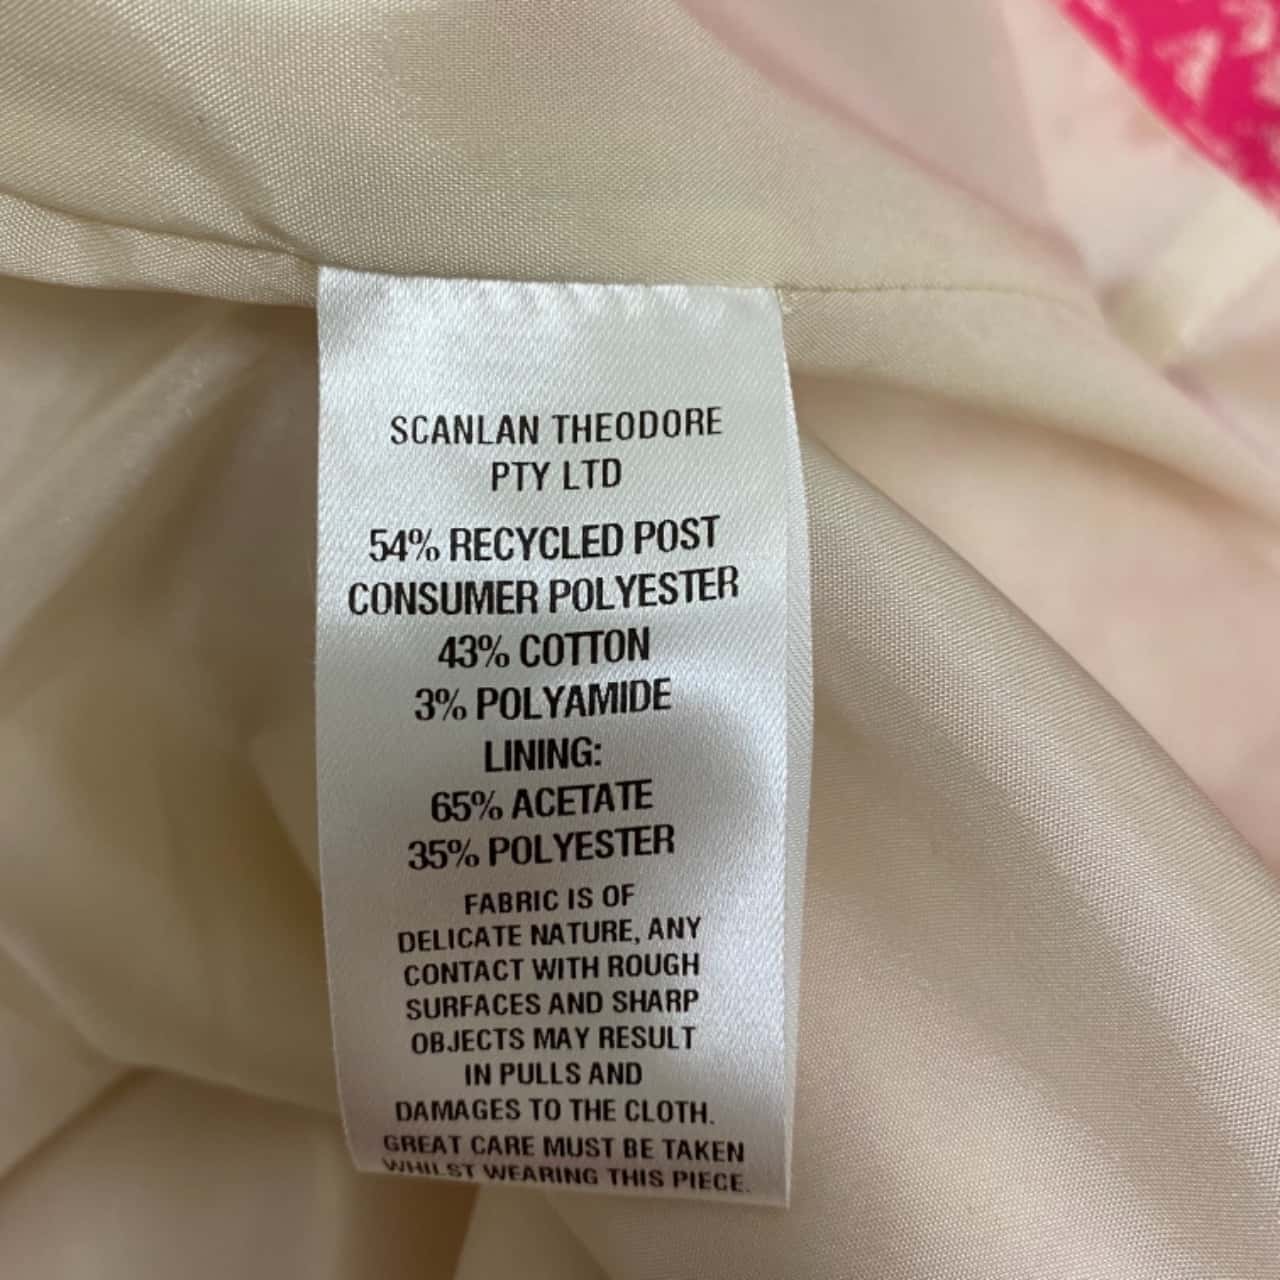 SCANLAN THEODORE
PTY LTD
54% RECYCLED POST
CONSUMER POLYESTER
43% COTTON
3% POLYAMIDE
LINING:
65% ACETATE
35% POLYESTER
FABRIC IS OF
DELICATE NATURE, ANY
CONTACT WITH ROUGH
SURFACES AND SHARP
OBJECTS MAY RESULT
IN PULLS AND
DAMAGES TO THE CLOTH.
GREAT CARE MUST BE TAKEN
WHILST WEARING THIS PIECE.